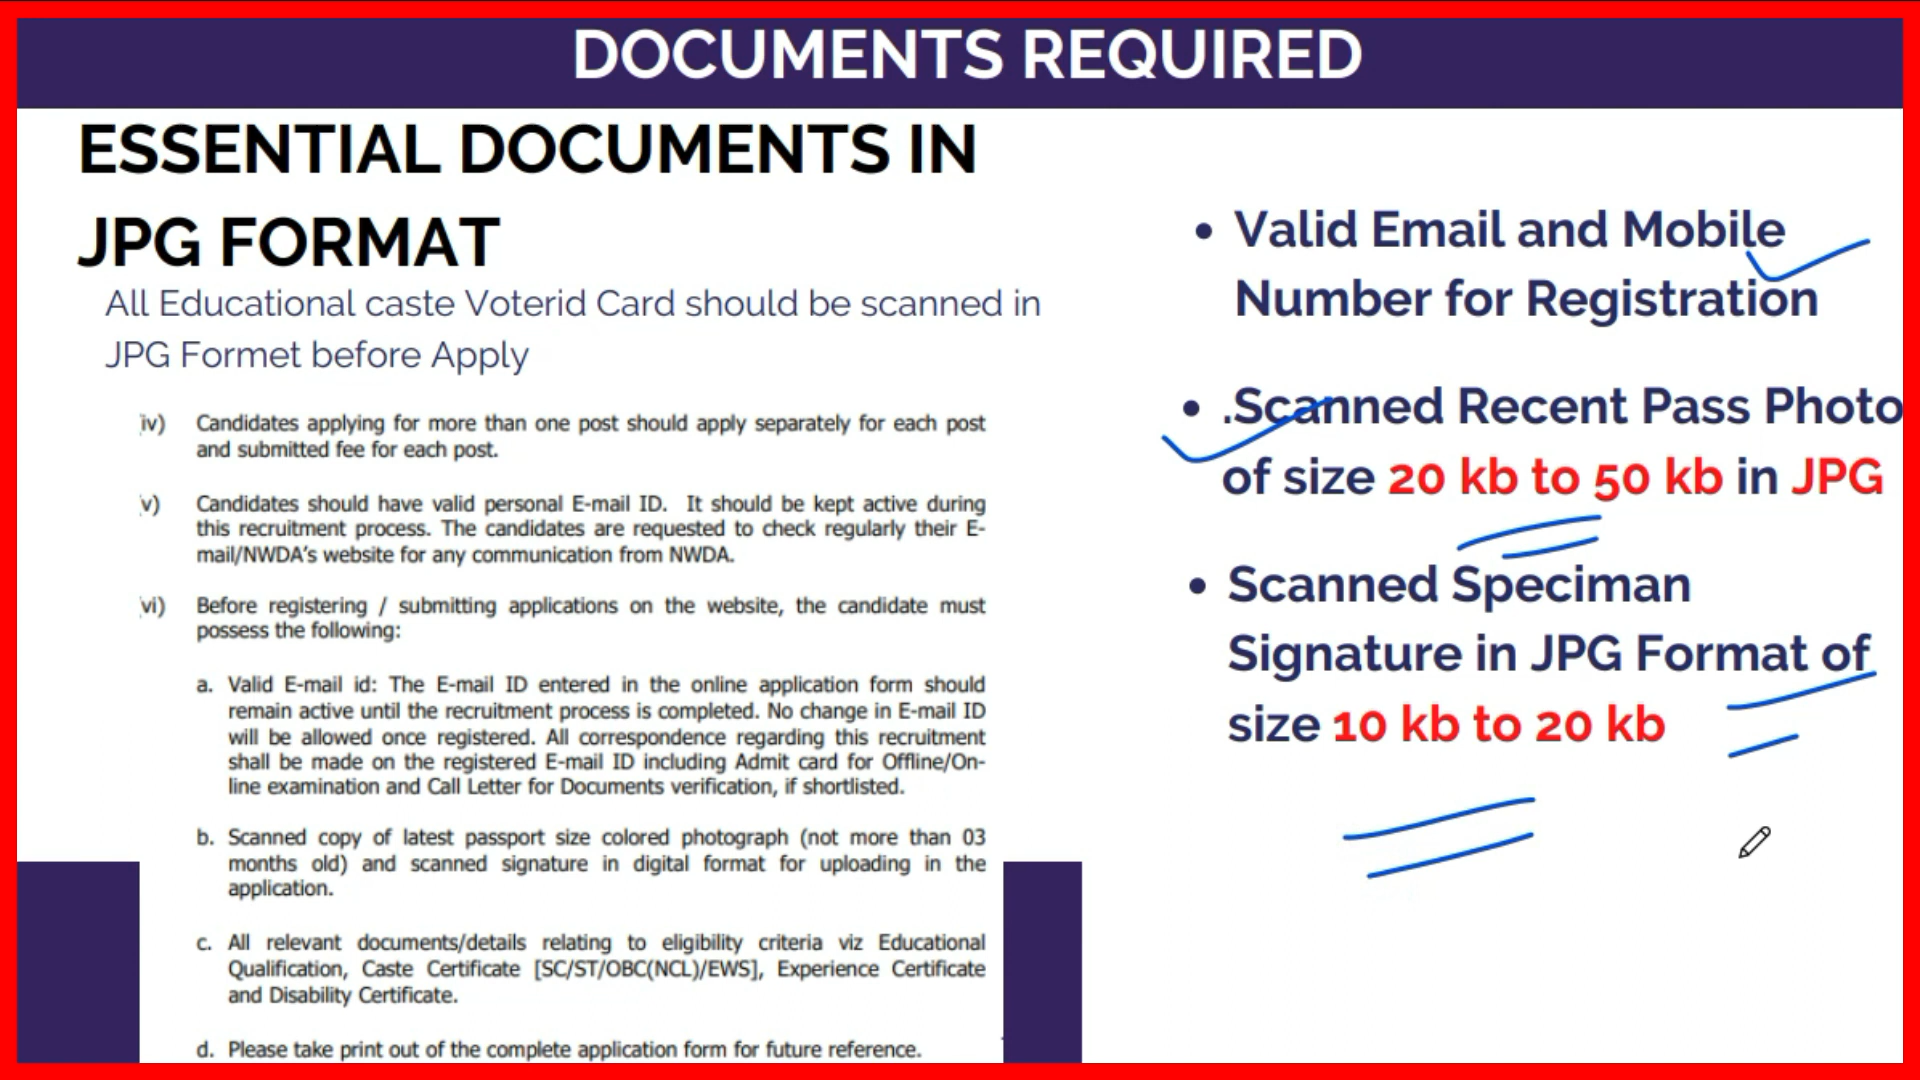 DOCUMENTS REQUIRED
ESSENTIAL DOCUMENTS IN
JPG FORMAT
All Educational caste Voterid Card should be scanned in
JPG Formet before Apply
iv) Candidates applying for more than one post should apply separately for each post
and submitted fee for each post.
v) Candidates should have valid personal E-mail ID. It should be kept active during
this recruitment process. The candidates are requested to check regularly their E-
mail/NWDA's website for any communication from NWDA.
vi) Before registering / submitting applications on the website, the candidate must
possess the following:
a. Valid E-mail id: The E-mail ID entered in the online application form should
remain active until the recruitment process is completed. No change in E-mail ID
will be allowed once registered. All correspondence regarding this recruitment
shall be made on the registered E-mail ID including Admit card for Offline/On-
line examination and Call Letter for Documents verification, if shortlisted.
b. Scanned copy of latest passport size colored photograph (not more than 03
months old) and scanned signature in digital format for uploading in the
application.
c. All relevant documents/details relating to eligibility criteria viz Educational
Qualification, Caste Certificate [SC/ST/OBC(NCL)/EWS], Experience Certificate
and Disability Certificate.
d. Please take print out of the complete application form for future reference.
• Valid Email and Mobile
Number for Registration
• .Scanned Recent Pass Photo
of size 20 kb to 50 kb in JPG
• Scanned Speciman
Signature in JPG Format of
size 10 kb to 20 kb